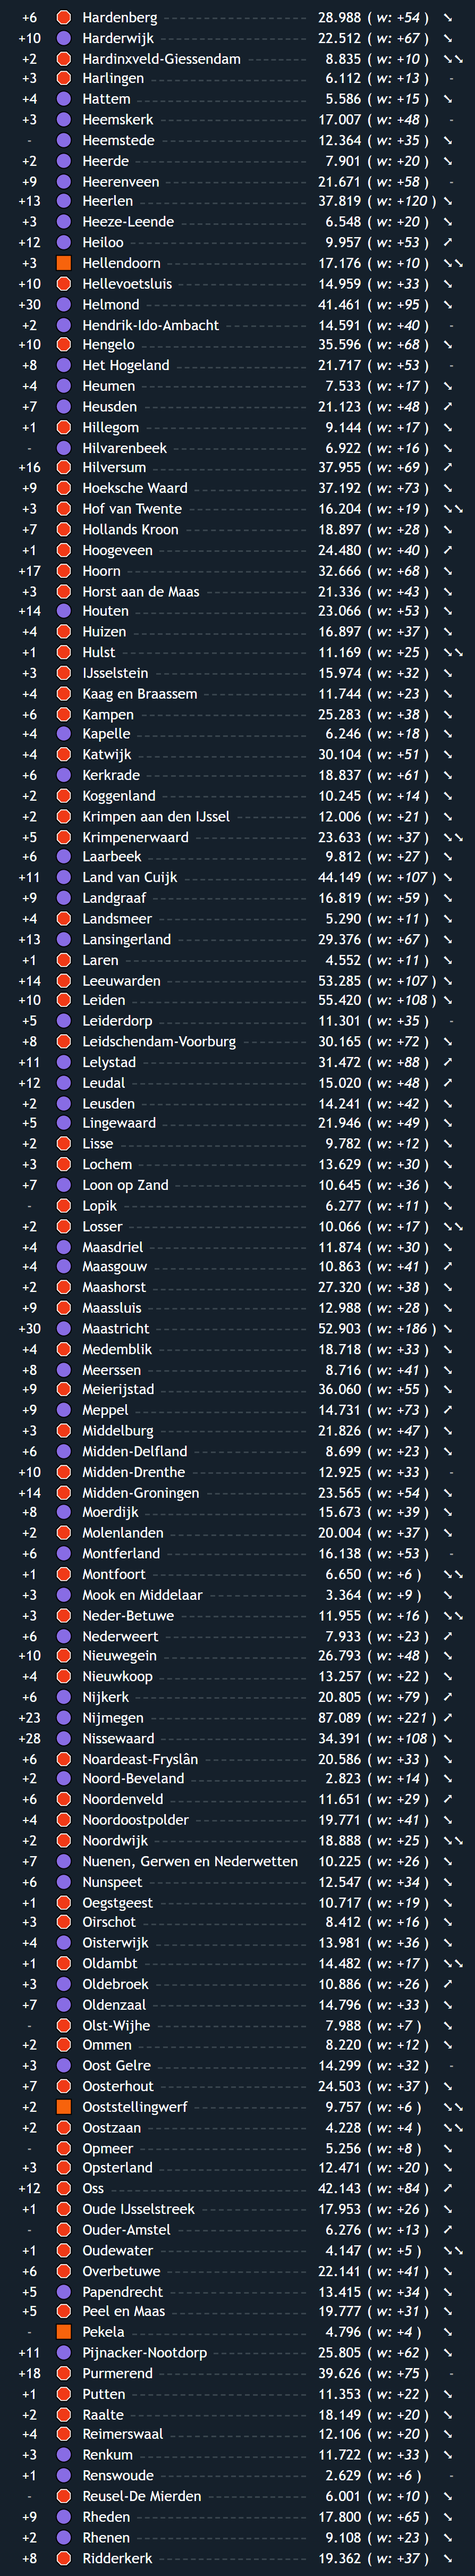 +6 Hardenberg 28.988 ( w: +54 ) ↘
+10 Harderwijk 22.512 ( w: +67 ) ↘
+2 Hardinxveld-Giessendam 8.835 ( w: +10 ) ↘↘
+3 Harlingen 6.112 ( w: +13 ) -
+4 Hattem 5.586 ( w: +15 ) ↘
+3 Heemskerk 17.007 ( w: +48 ) -
- Heemstede 12.364 ( w: +35 ) ↘
+2 Heerde 7.901 ( w: +20 ) ↘
+9 Heerenveen 21.671 ( w: +58 ) -
+13 Heerlen 37.819 ( w: +120 ) ↘
+3 Heeze-Leende 6.548 ( w: +20 ) ↘
+12 Heiloo 9.957 ( w: +53 ) ↗
+3 Hellendoorn 17.176 ( w: +10 ) ↘↘
+10 Hellevoetsluis 14.959 ( w: +33 ) ↘
+30 Helmond 41.461 ( w: +95 ) ↘
+2 Hendrik-Ido-Ambacht 14.591 ( w: +40 ) -
+10 Hengelo 35.596 ( w: +68 ) ↘
+8 Het Hogeland 21.717 ( w: +53 ) -
+4 Heumen 7.533 ( w: +17 ) ↘
+7 Heusden 21.123 ( w: +48 ) ↗
+1 Hillegom 9.144 ( w: +17 ) ↘
- Hilvarenbeek 6.922 ( w: +16 ) ↘
+16 Hilversum 37.955 ( w: +69 ) ↗
+9 Hoeksche Waard 37.192 ( w: +73 ) ↘
+3 Hof van Twente 16.204 ( w: +19 ) ↘↘
+7 Hollands Kroon 18.897 ( w: +28 ) ↘
+1 Hoogeveen 24.480 ( w: +40 ) ↗
+17 Hoorn 32.666 ( w: +68 ) ↘
+3 Horst aan de Maas 21.336 ( w: +43 ) ↘
+14 Houten 23.066 ( w: +53 ) ↘
+4 Huizen 16.897 ( w: +37 ) ↘
+1 Hulst 11.169 ( w: +25 ) ↘↘
+3 IJsselstein 15.974 ( w: +32 ) ↘
+4 Kaag en Braassem 11.744 ( w: +23 ) ↘
+6 Kampen 25.283 ( w: +38 ) ↘
+4 Kapelle 6.246 ( w: +18 ) ↘
+4 Katwijk 30.104 ( w: +51 ) ↘
+6 Kerkrade 18.837 ( w: +61 ) ↘
+2 Koggenland 10.245 ( w: +14 ) ↘
+2 Krimpen aan den IJssel 12.006 ( w: +21 ) ↘
+5 Krimpenerwaard 23.633 ( w: +37 ) ↘↘
+6 Laarbeek 9.812 ( w: +27 ) ↘
+11 Land van Cuijk 44.149 ( w: +107 ) ↘
+9 Landgraaf 16.819 ( w: +59 ) ↘
+4 Landsmeer 5.290 ( w: +11 ) ↘
+13 Lansingerland 29.376 ( w: +67 ) ↘
+1 Laren 4.552 ( w: +11 ) ↘
+14 Leeuwarden 53.285 ( w: +107 ) ↘
+10 Leiden 55.420 ( w: +108 ) ↘
+5 Leiderdorp 11.301 ( w: +35 ) -
+8 Leidschendam-Voorburg 30.165 ( w: +72 ) ↘
+11 Lelystad 31.472 ( w: +88 ) ↗
+12 Leudal 15.020 ( w: +48 ) ↗
+2 Leusden 14.241 ( w: +42 ) ↘
+5 Lingewaard 21.946 ( w: +49 ) ↘
+2 Lisse 9.782 ( w: +12 ) ↘
+3 Lochem 13.629 ( w: +30 ) ↘
+7 Loon op Zand 10.645 ( w: +36 ) ↘
- Lopik 6.277 ( w: +11 ) ↘
+2 Losser 10.066 ( w: +17 ) ↘↘
+4 Maasdriel 11.874 ( w: +30 ) ↘
+4 Maasgouw 10.863 ( w: +41 ) ↗
+2 Maashorst 27.320 ( w: +38 ) ↘
+9 Maassluis 12.988 ( w: +28 ) ↘
+30 Maastricht 52.903 ( w: +186 ) ↘
+4 Medemblik 18.718 ( w: +33 ) ↘
+8 Meerssen 8.716 ( w: +41 ) ↘
+9 Meierijstad 36.060 ( w: +55 ) ↘
+9 Meppel 14.731 ( w: +73 ) ↗
+3 Middelburg 21.826 ( w: +47 ) ↘
+6 Midden-Delfland 8.699 ( w: +23 ) ↘
+10 Midden-Drenthe 12.925 ( w: +33 ) -
+14 Midden-Groningen 23.565 ( w: +54 ) ↘
+8 Moerdijk 15.673 ( w: +39 ) ↘
+2 Molenlanden 20.004 ( w: +37 ) ↘
+6 Montferland 16.138 ( w: +53 ) -
+1 Montfoort 6.650 ( w: +6 ) ↘↘
+3 Mook en Middelaar 3.364 ( w: +9 ) ↘
+3 Neder-Betuwe 11.955 ( w: +16 ) ↘↘
+6 Nederweert 7.933 ( w: +23 ) ↗
+10 Nieuwegein 26.793 ( w: +48 ) ↘
+4 Nieuwkoop 13.257 ( w: +22 ) ↘
+6 Nijkerk 20.805 ( w: +79 ) ↗
+23 Nijmegen 87.089 ( w: +221 ) ↗
+28 Nissewaard 34.391 ( w: +108 ) ↘
+6 Noardeast-Fryslân 20.586 ( w: +33 ) ↘
+2 Noord-Beveland 2.823 ( w: +14 ) ↘
+6 Noordenveld 11.651 ( w: +29 ) ↗
+4 Noordoostpolder 19.771 ( w: +41 ) ↘
+2 Noordwijk 18.888 ( w: +25 ) ↘↘
+7 Nuenen, Gerwen en Nederwetten 10.225 ( w: +26 ) ↘
+6 Nunspeet 12.547 ( w: +34 ) ↘
+1 Oegstgeest 10.717 ( w: +19 ) ↘
+3 Oirschot 8.412 ( w: +16 ) ↘
+4 Oisterwijk 13.981 ( w: +36 ) ↘
+1 Oldambt 14.482 ( w: +17 ) ↘↘
+3 Oldebroek 10.886 ( w: +26 ) ↗
+7 Oldenzaal 14.796 ( w: +33 ) ↘
- Olst-Wijhe 7.988 ( w: +7 ) ↘
+2 Ommen 8.220 ( w: +12 ) ↘
+3 Oost Gelre 14.299 ( w: +32 ) -
+7 Oosterhout 24.503 ( w: +37 ) ↘
+2 Ooststellingwerf 9.757 ( w: +6 ) ↘↘
+2 Oostzaan 4.228 ( w: +4 ) ↘↘
- Opmeer 5.256 ( w: +8 ) ↘
+3 Opsterland 12.471 ( w: +20 ) ↘
+12 Oss 42.143 ( w: +84 ) ↗
+1 Oude IJsselstreek 17.953 ( w: +26 ) ↘
- Ouder-Amstel 6.276 ( w: +13 ) ↗
+1 Oudewater 4.147 ( w: +5 ) ↘↘
+6 Overbetuwe 22.141 ( w: +41 ) ↘
+5 Papendrecht 13.415 ( w: +34 ) ↘
+5 Peel en Maas 19.777 ( w: +31 ) ↘
- Pekela 4.796 ( w: +4 ) ↘
+11 Pijnacker-Nootdorp 25.805 ( w: +62 ) ↘
+18 Purmerend 39.626 ( w: +75 ) -
+1 Putten 11.353 ( w: +22 ) ↘
+2 Raalte 18.149 ( w: +20 ) ↘
+4 Reimerswaal 12.106 ( w: +20 ) ↘
+3 Renkum 11.722 ( w: +33 ) ↘
+1 Renswoude 2.629 ( w: +6 ) -
- Reusel-De Mierden 6.001 ( w: +10 ) ↘
+9 Rheden 17.800 ( w: +65 ) ↘
+2 Rhenen 9.108 ( w: +23 ) ↘
+8 Ridderkerk 19.362 ( w: +37 ) ↘